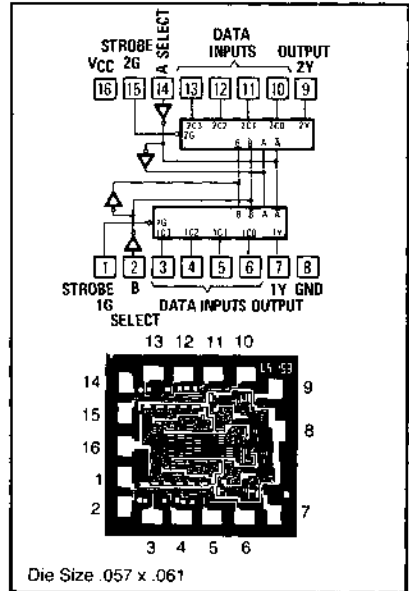 STROBE A SELECT DATA
VCC 2G INPUTS OUTPUT
2Y
16 15 14 13 12 11 10 9
2C3 2C2 2C1 2C0 2Y
2G B B A A
B B A A
1C3 1C2 1C1 1C0 1Y
1 2 3 4 5 6 7 8
STROBE B 1Y GND
1G DATA INPUTS OUTPUT
SELECT
13 12 11 10
14 9
15
16 8
1
2 7
3 4 5 6
Die Size .057 x .061